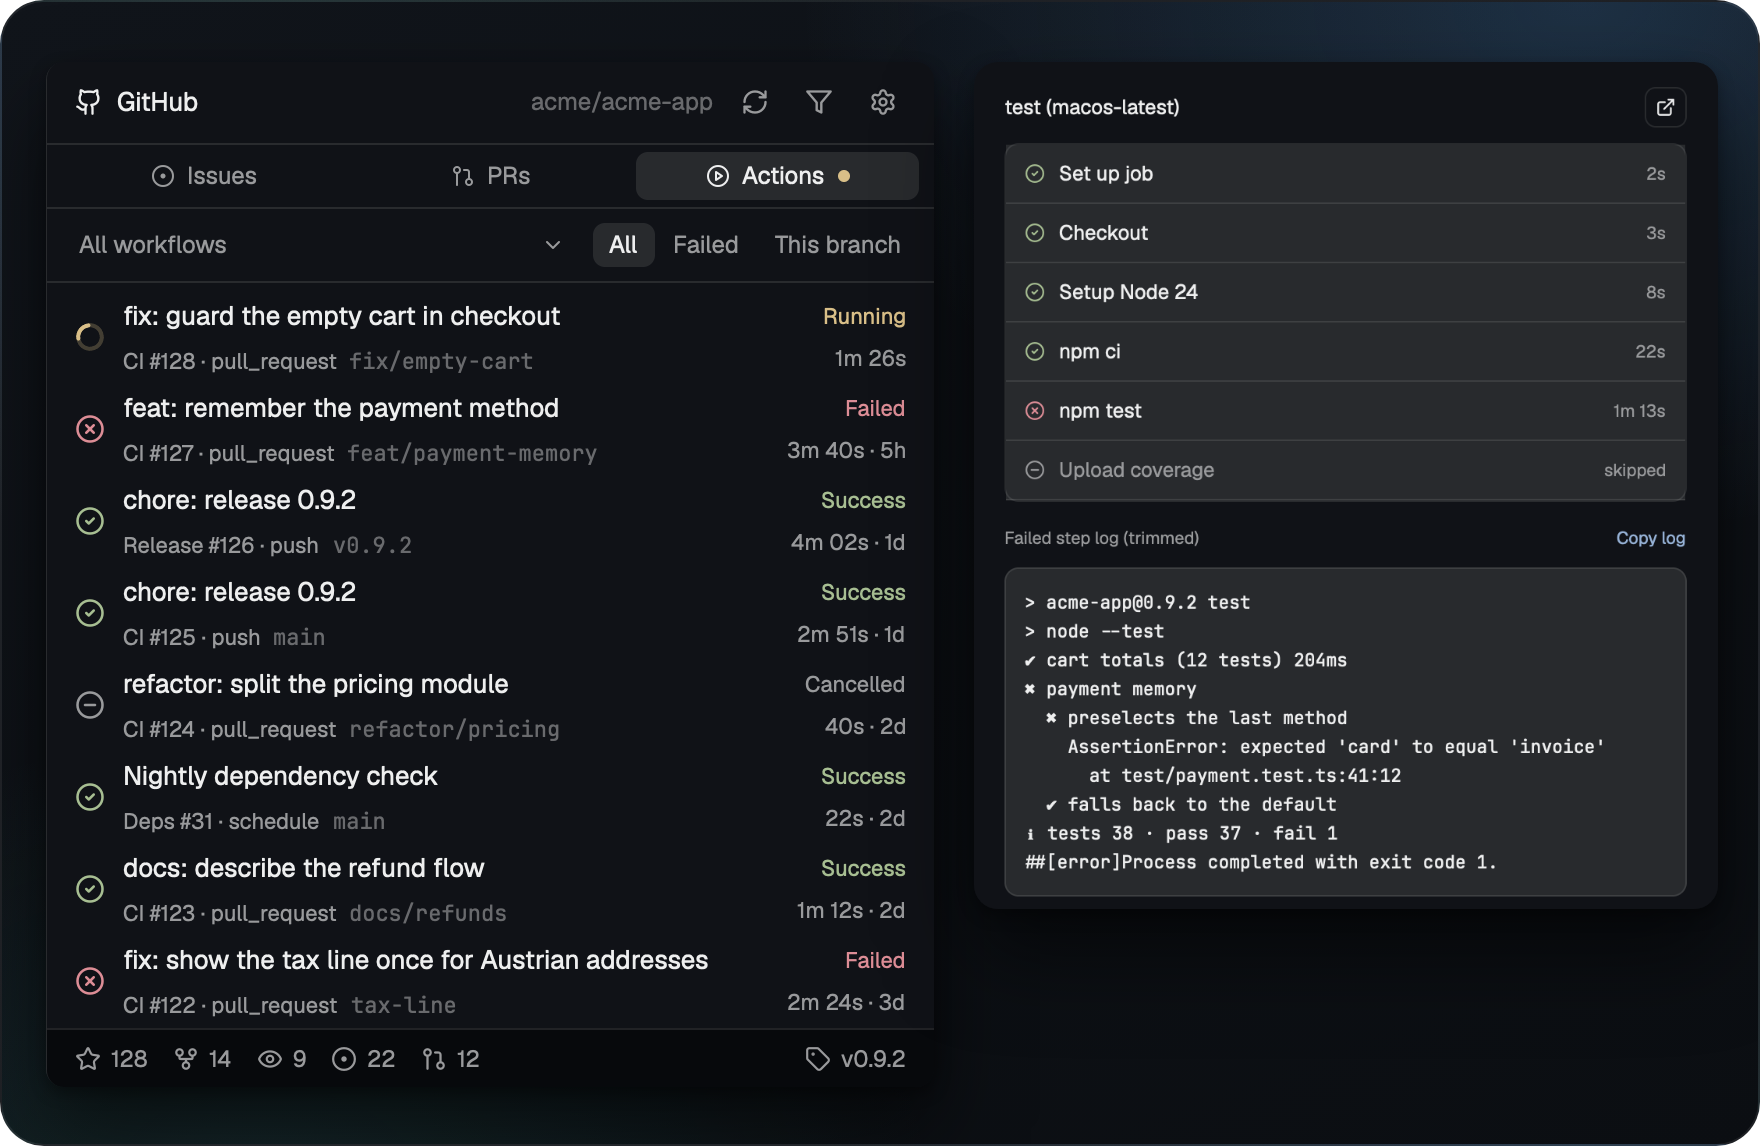 GitHub
acme/acme-app
Issues
PRs
Actions
All workflows
All
Failed
This branch
fix: guard the empty cart in checkout
Running
CI #128 · pull_request fix/empty-cart
1m 26s
feat: remember the payment method
Failed
CI #127 · pull_request feat/payment-memory
3m 40s · 5h
chore: release 0.9.2
Success
Release #126 · push v0.9.2
4m 02s · 1d
chore: release 0.9.2
Success
CI #125 · push main
2m 51s · 1d
refactor: split the pricing module
Cancelled
CI #124 · pull_request refactor/pricing
40s · 2d
Nightly dependency check
Success
Deps #31 · schedule main
22s · 2d
docs: describe the refund flow
Success
CI #123 · pull_request docs/refunds
1m 12s · 2d
fix: show the tax line once for Austrian addresses
Failed
CI #122 · pull_request tax-line
2m 24s · 3d
128
14
9
22
12
v0.9.2
test (macos-latest)
Set up job
2s
Checkout
3s
Setup Node 24
8s
npm ci
22s
npm test
1m 13s
Upload coverage
skipped
Failed step log (trimmed)
Copy log
> acme-app@0.9.2 test
> node --test
✔ cart totals (12 tests) 204ms
✖ payment memory
✖ preselects the last method
AssertionError: expected 'card' to equal 'invoice'
at test/payment.test.ts:41:12
✔ falls back to the default
ℹ tests 38 · pass 37 · fail 1
##[error]Process completed with exit code 1.